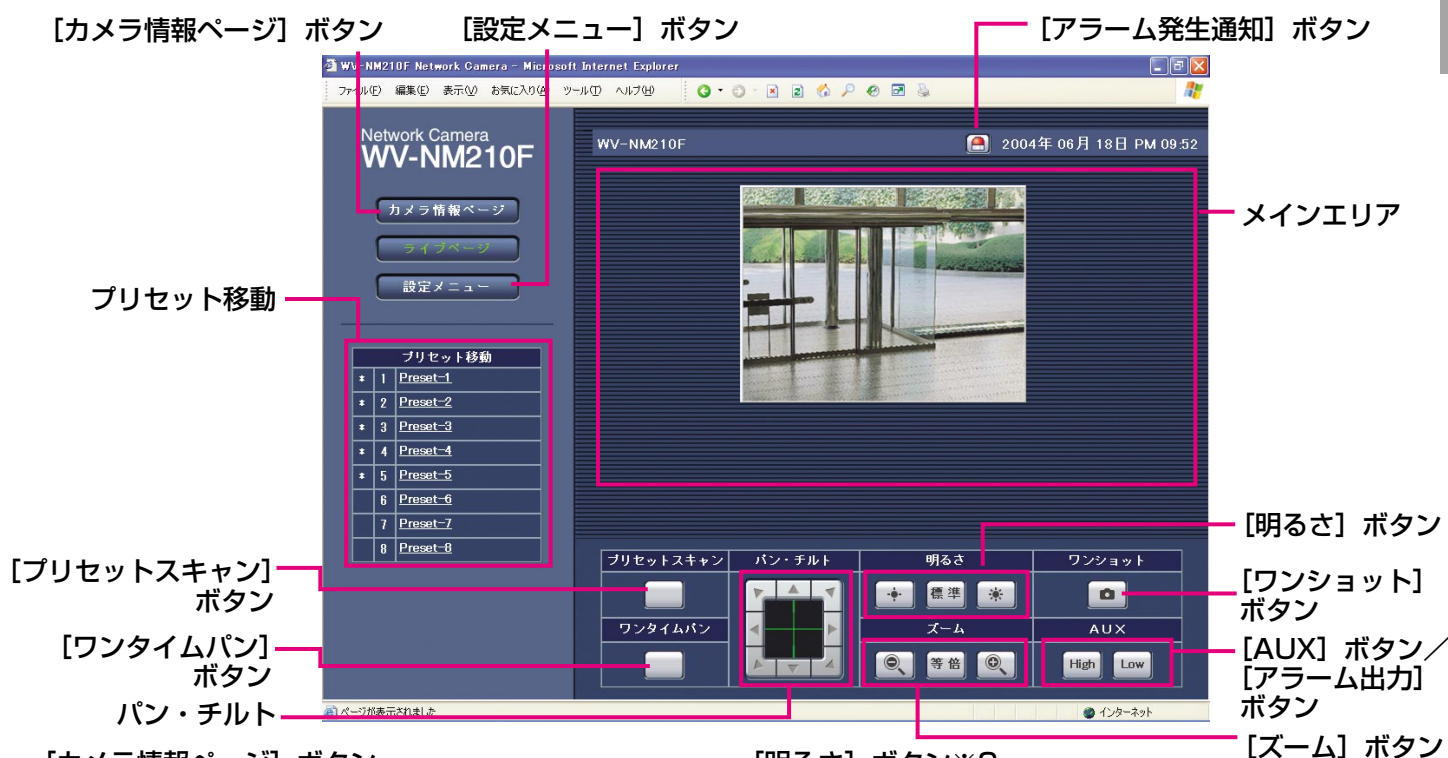 ［カメラ情報ページ］ボタン
［設定メニュー］ボタン
［アラーム発生通知］ボタン
WV-NM210F Network Camera - Microsoft Internet Explorer
ファイル(F) 編集(E) 表示(V) お気に入り(A) ツール(T) ヘルプ(H)
Network Camera
WV-NM210F
WV-NM210F
2004年 06月 18日 PM 09:52
カメラ情報ページ
ライブページ
設定メニュー
メインエリア
プリセット移動
プリセット移動
* 1 Preset-1
* 2 Preset-2
* 3 Preset-3
* 4 Preset-4
* 5 Preset-5
6 Preset-6
7 Preset-7
8 Preset-8
［明るさ］ボタン
［プリセットスキャン］
ボタン
プリセットスキャン
パン・チルト
明るさ
ワンショット
標準
［ワンショット］
ボタン
［ワンタイムパン］
ボタン
ワンタイムパン
ズーム
AUX
等倍
High
Low
［AUX］ボタン／
［アラーム出力］
ボタン
パン・チルト
ページが表示されました
インターネット
［ズーム］ボタン